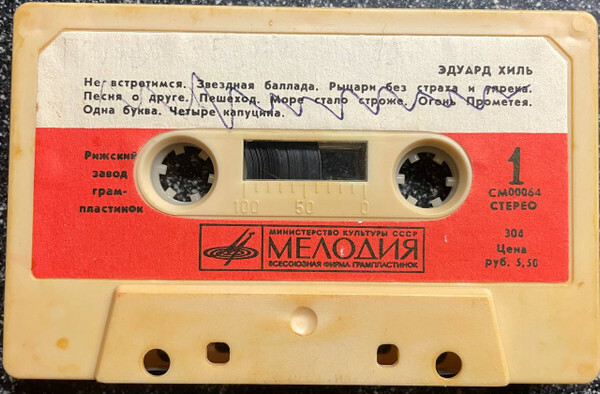 ЭДУАРД ХИЛЬ
Не встретимся. Звездная баллада. Рыцари без страха и упрека.
Песня о друге. Пешеход. Море стало строже. Огонь Прометея.
Одна буква. Четыре капуцина.
Рижский
завод
грам-
пластинок
100 50 0
1
СМ00064
СТЕРЕО
304
Цена
руб. 5,50
МИНИСТЕРСТВО КУЛЬТУРЫ СССР
МЕЛОДИЯ
ВСЕСОЮЗНАЯ ФИРМА ГРАМПЛАСТИНОК